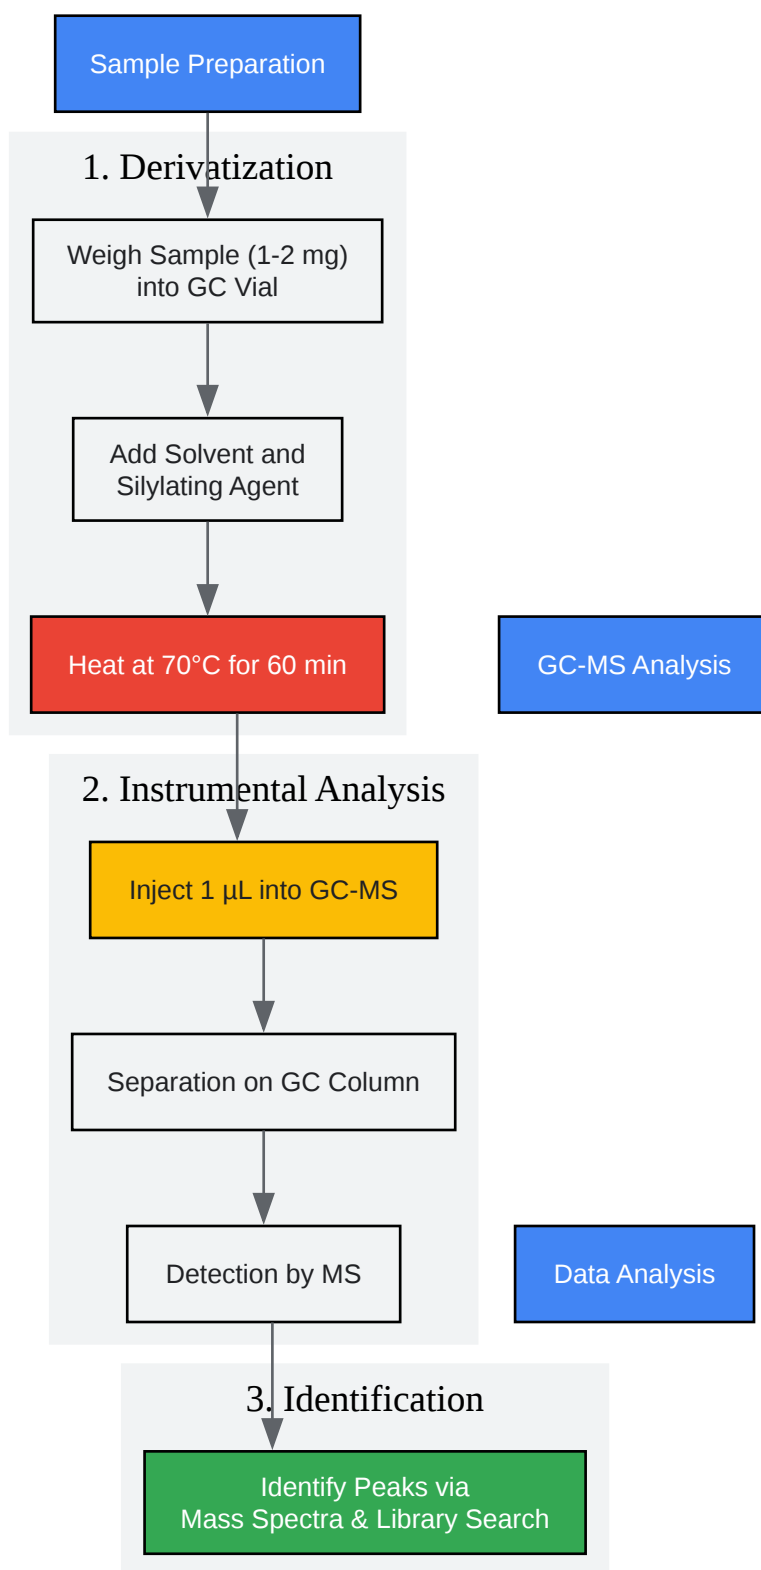 Sample Preparation
1. Derivatization
Weigh Sample (1-2 mg)
into GC Vial
Add Solvent and
Silylating Agent
Heat at 70°C for 60 min
GC-MS Analysis
2. Instrumental Analysis
Inject 1 µL into GC-MS
Separation on GC Column
Detection by MS
Data Analysis
3. Identification
Identify Peaks via
Mass Spectra & Library Search